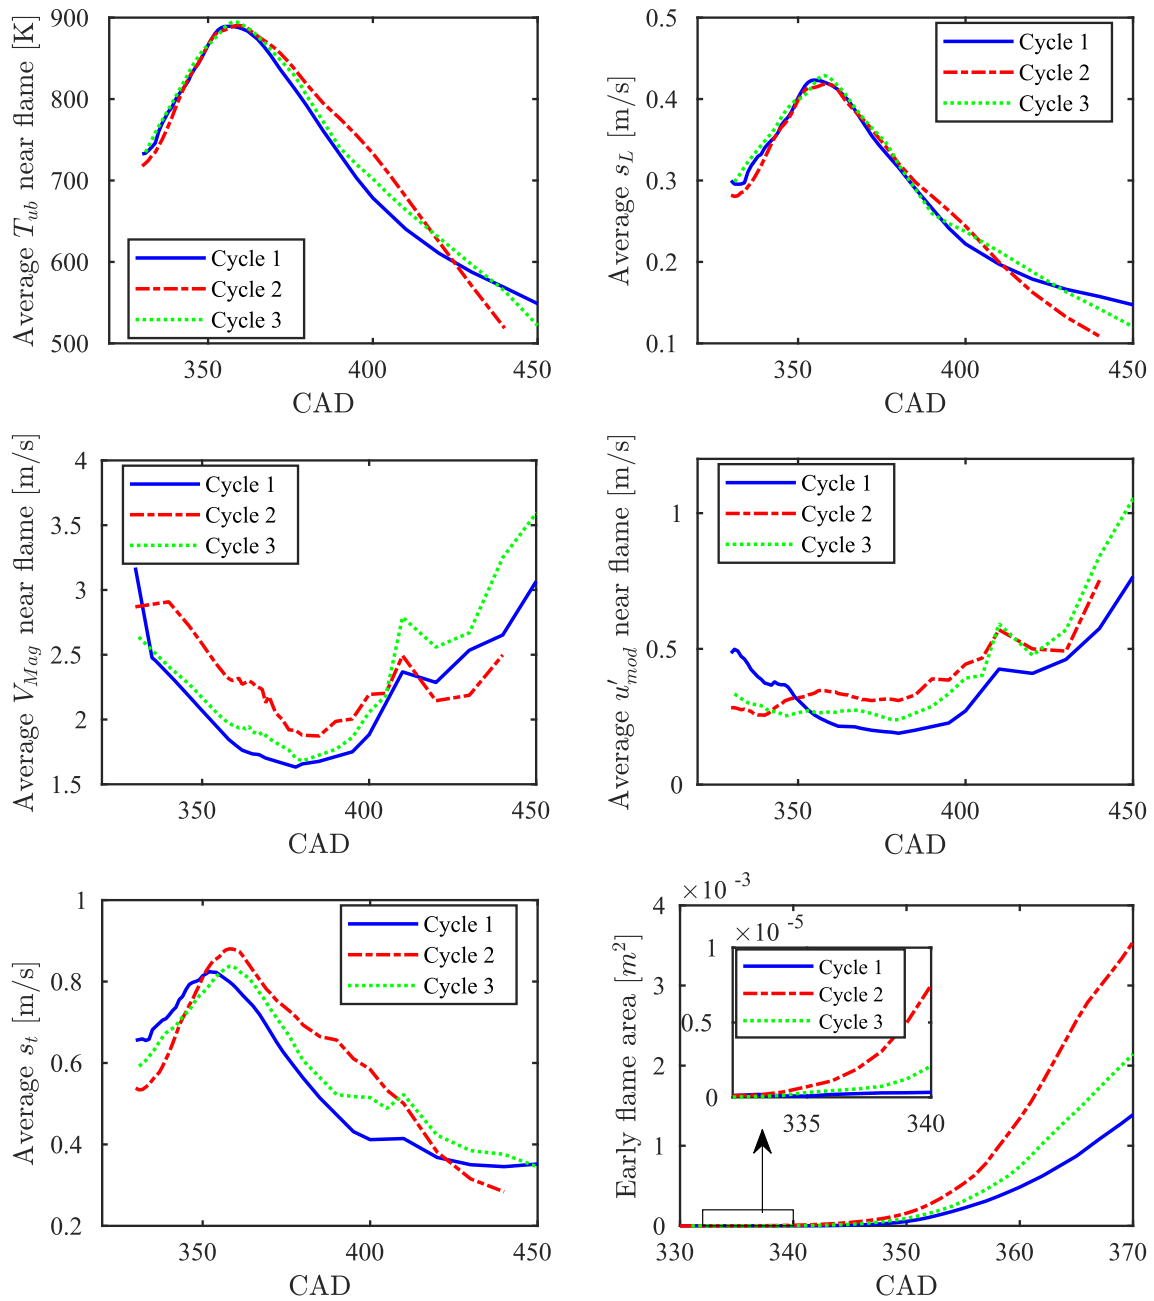 Average T_ub near flame [K]
900
800
700
600
500
Cycle 1
Cycle 2
Cycle 3
350 400 450
CAD
Average s_L [m/s]
0.5
0.4
0.3
0.2
0.1
Cycle 1
Cycle 2
Cycle 3
350 400 450
CAD
Average V_Mag near flame [m/s]
4
3.5
3
2.5
2
1.5
Cycle 1
Cycle 2
Cycle 3
350 400 450
CAD
Average u'_mod near flame [m/s]
1
0.5
0
Cycle 1
Cycle 2
Cycle 3
350 400 450
CAD
Average s_t [m/s]
1
0.8
0.6
0.4
0.2
Cycle 1
Cycle 2
Cycle 3
350 400 450
CAD
Early flame area [m²]
×10 -3
4
3
2
1
0
×10 -5
1
0.5
0
Cycle 1
Cycle 2
Cycle 3
335 340
330 340 350 360 370
CAD